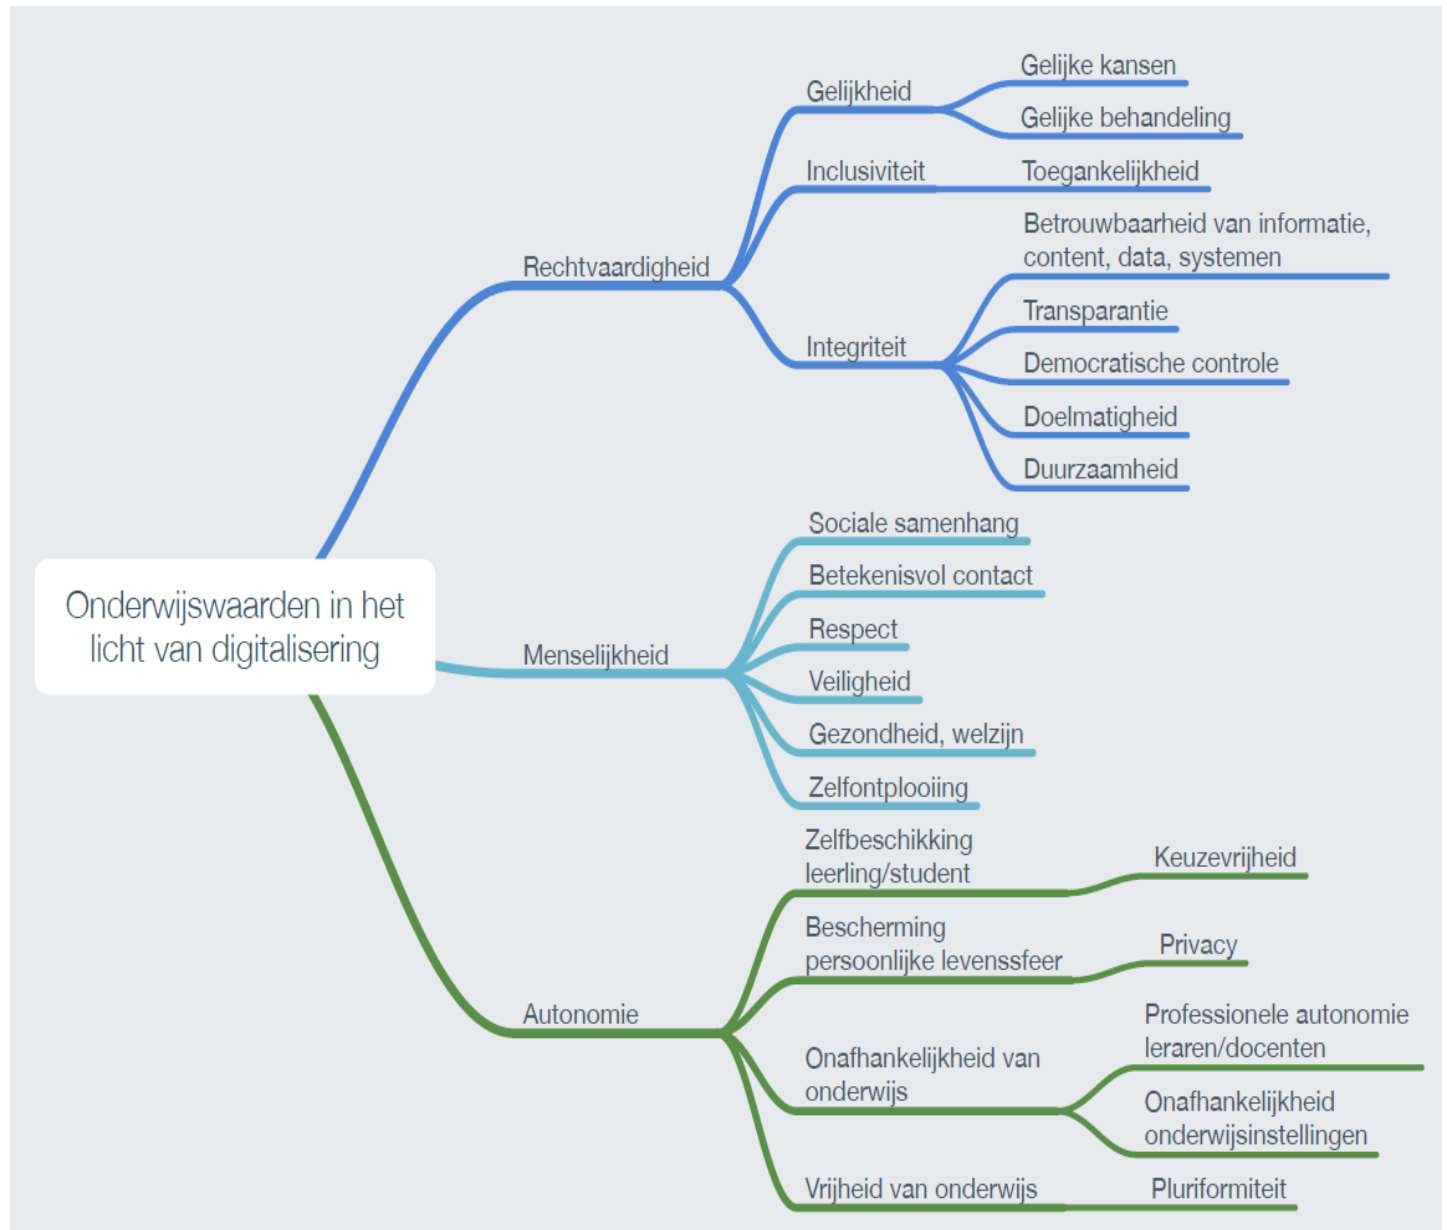 Onderwijswaarden in het
licht van digitalisering
Rechtvaardigheid
Gelijkheid
Gelijke kansen
Gelijke behandeling
Inclusiviteit
Toegankelijkheid
Integriteit
Betrouwbaarheid van informatie,
content, data, systemen
Transparantie
Democratische controle
Doelmatigheid
Duurzaamheid
Menselijkheid
Sociale samenhang
Betekenisvol contact
Respect
Veiligheid
Gezondheid, welzijn
Zelfontplooiing
Autonomie
Zelfbeschikking
leerling/student
Keuzevrijheid
Bescherming
persoonlijke levenssfeer
Privacy
Onafhankelijkheid van
onderwijs
Professionele autonomie
leraren/docenten
Onafhankelijkheid
onderwijsinstellingen
Vrijheid van onderwijs
Pluriformiteit